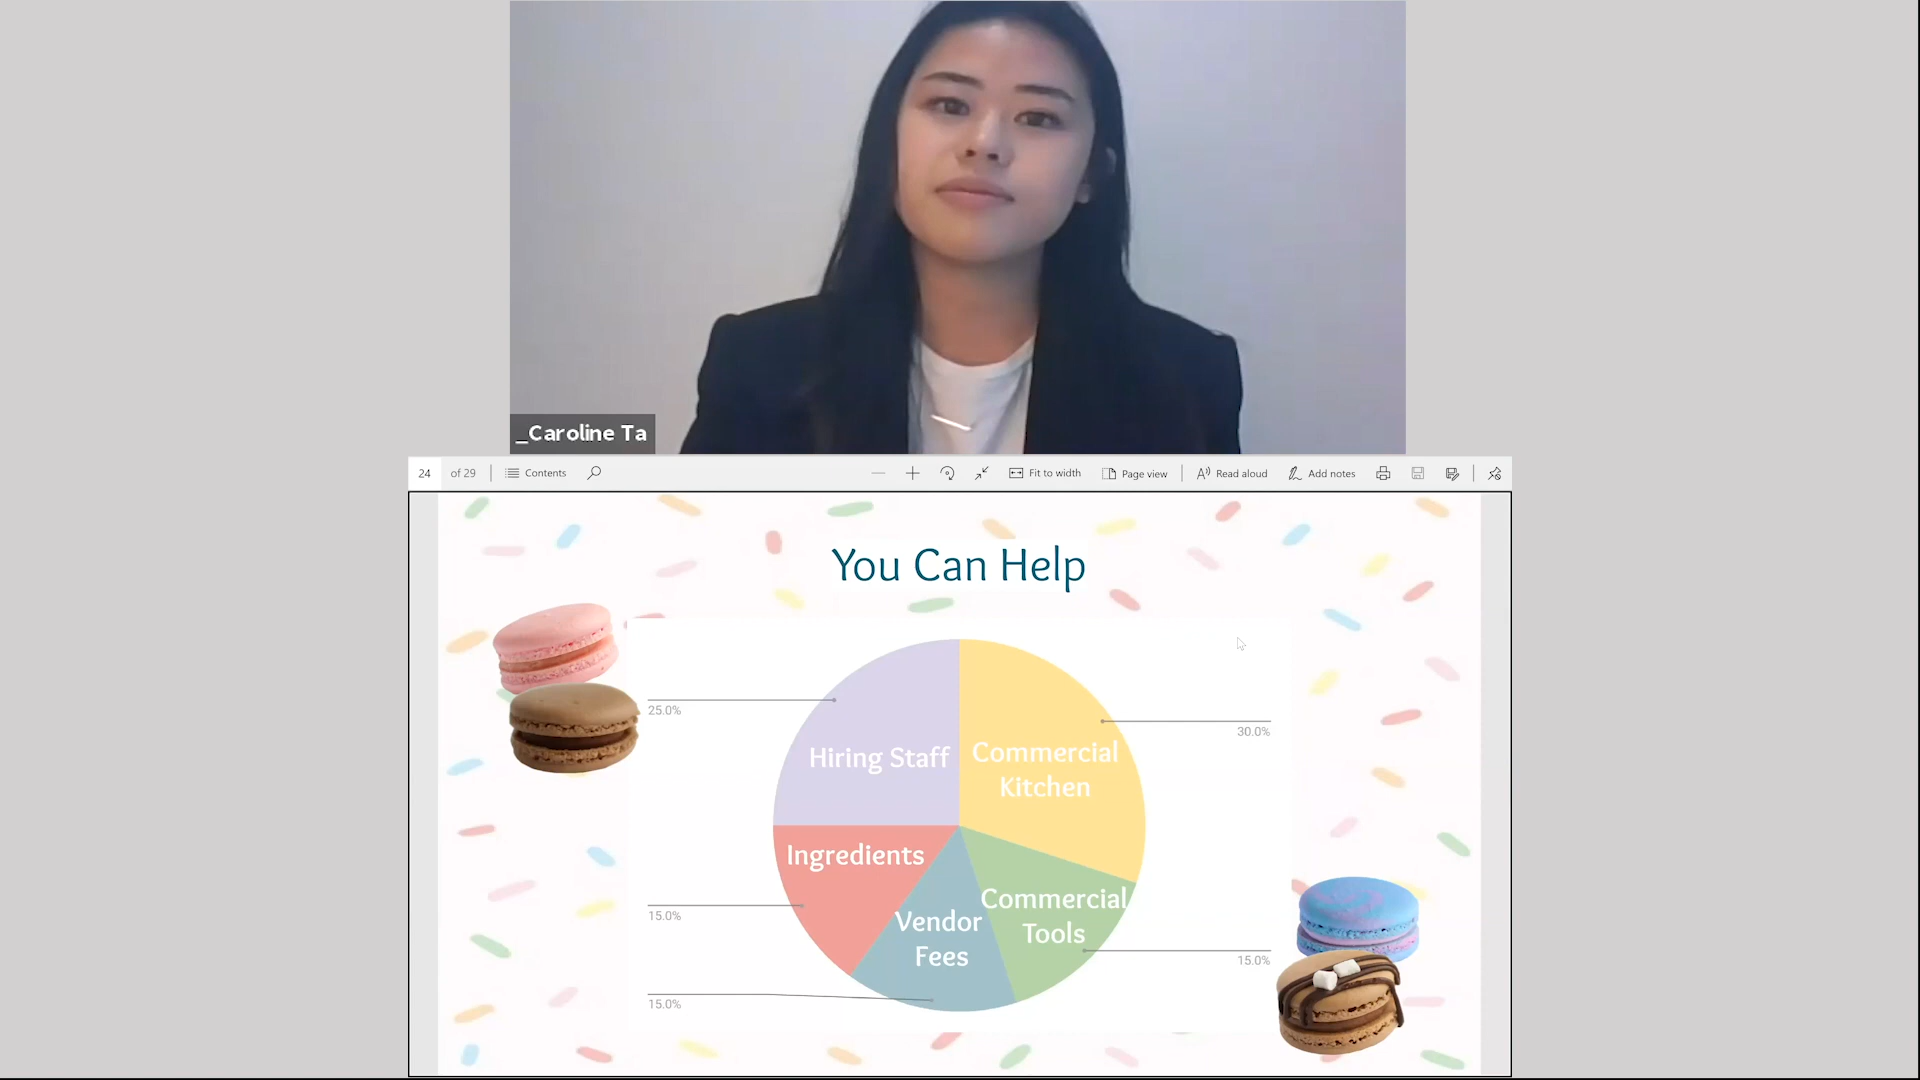 _Caroline Ta
24 of 29 Contents Fit to width Page view Read aloud Add notes
You Can Help
25.0%
30.0%
Hiring Staff
Commercial
Kitchen
Ingredients
Commercial
Tools
Vendor
Fees
15.0%
15.0%
15.0%